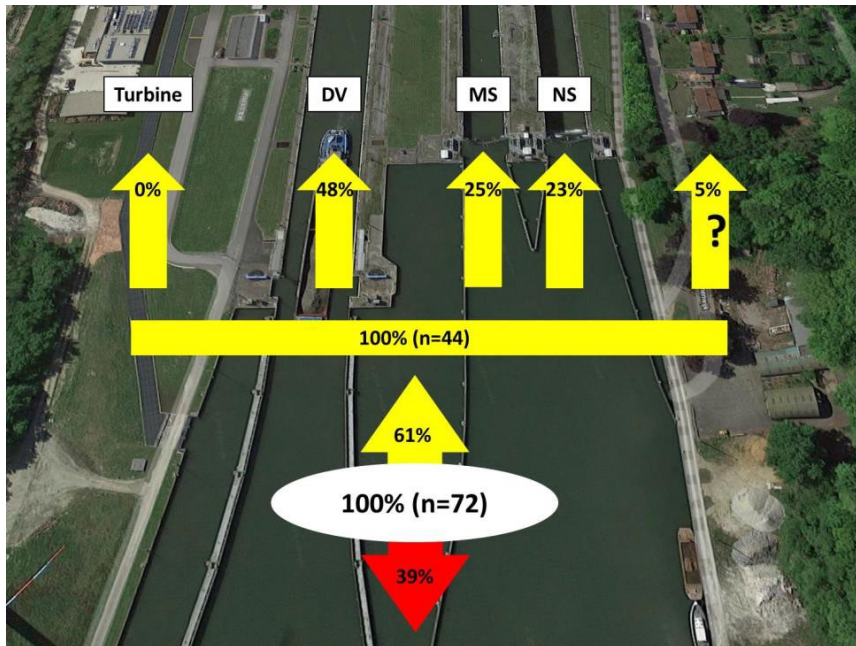 Turbine
DV
MS
NS
0%
48%
25%
23%
5%
?
100% (n=44)
61%
100% (n=72)
39%